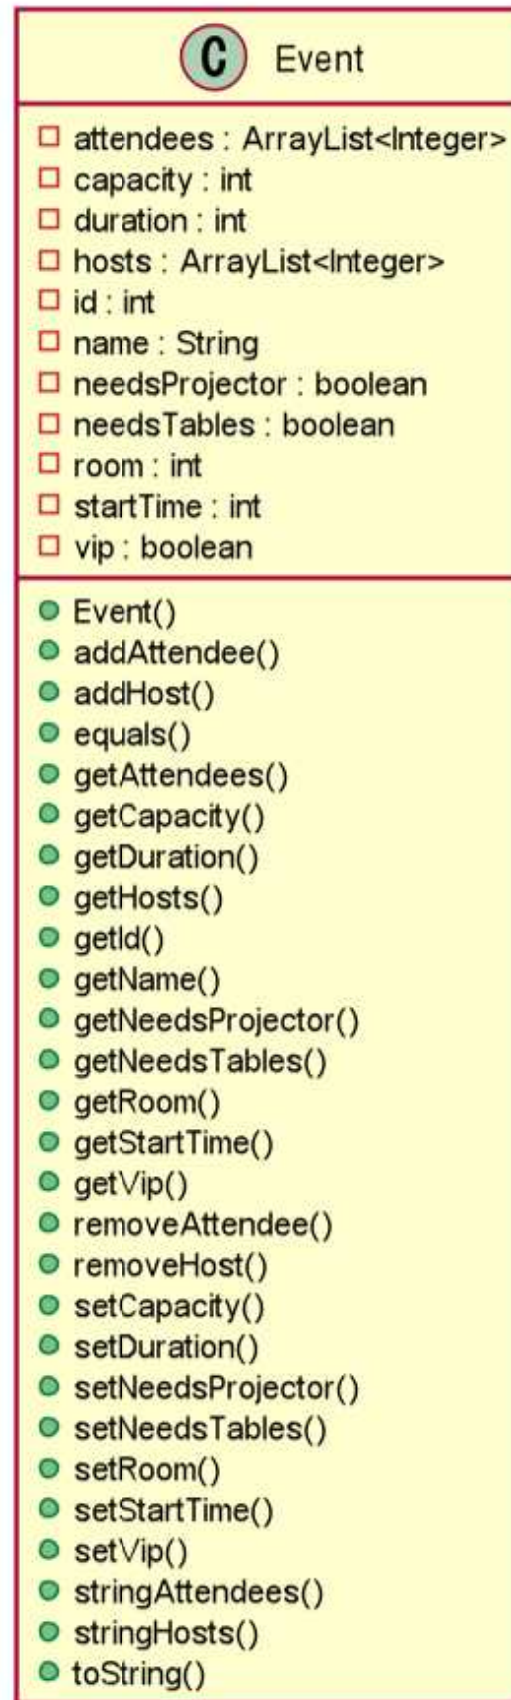 C Event
attendees : ArrayList<Integer>
capacity : int
duration : int
hosts : ArrayList<Integer>
id : int
name : String
needsProjector : boolean
needsTables : boolean
room : int
startTime : int
vip : boolean
Event()
addAttendee()
addHost()
equals()
getAttendees()
getCapacity()
getDuration()
getHosts()
getId()
getName()
getNeedsProjector()
getNeedsTables()
getRoom()
getStartTime()
getVip()
removeAttendee()
removeHost()
setCapacity()
setDuration()
setNeedsProjector()
setNeedsTables()
setRoom()
setStartTime()
setVip()
stringAttendees()
stringHosts()
toString()